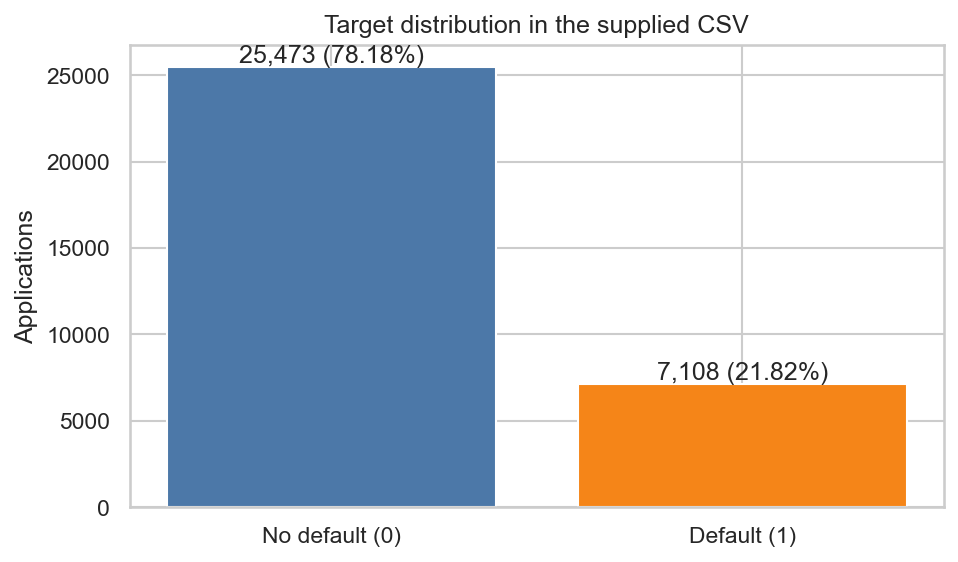 Target distribution in the supplied CSV
25,473 (78.18%)
25000
20000
15000
10000
7,108 (21.82%)
5000
0
Applications
No default (0)
Default (1)